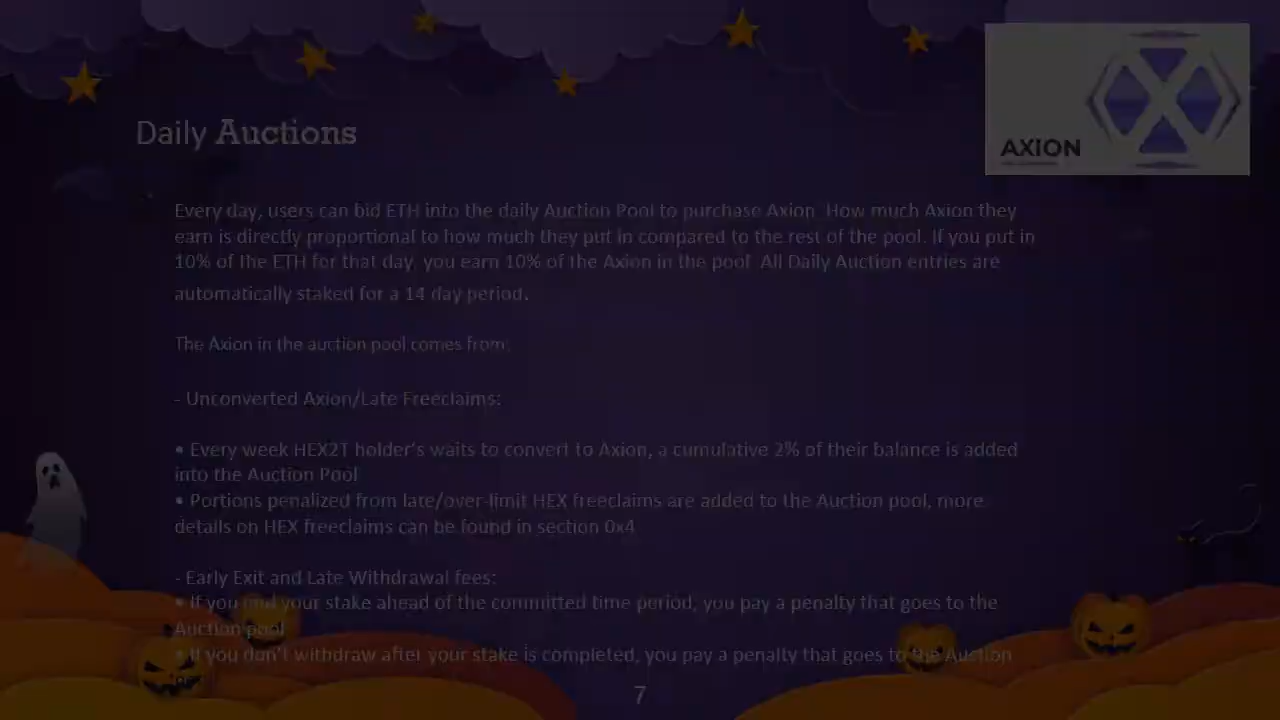 Daily Auctions
AXION
Every day, users can bid ETH into the daily Auction Pool to purchase Axion. How much Axion they
earn is directly proportional to how much they put in compared to the rest of the pool. If you put in
10% of the ETH for that day, you earn 10% of the Axion in the pool. All Daily Auction entries are
automatically staked for a 14 day period.
The Axion in the auction pool comes from:
- Unconverted Axion/Late Freeclaims:
• Every week HEX2T holder's waits to convert to Axion, a cumulative 2% of their balance is added
into the Auction Pool
• Portions penalized from late/over-limit HEX freeclaims are added to the Auction pool, more
details on HEX freeclaims can be found in section 0x4
- Early Exit and Late Withdrawal fees:
• If you end your stake ahead of the committed time period, you pay a penalty that goes to the
Auction pool
• If you don't withdraw after your stake is completed, you pay a penalty that goes to the Auction
7